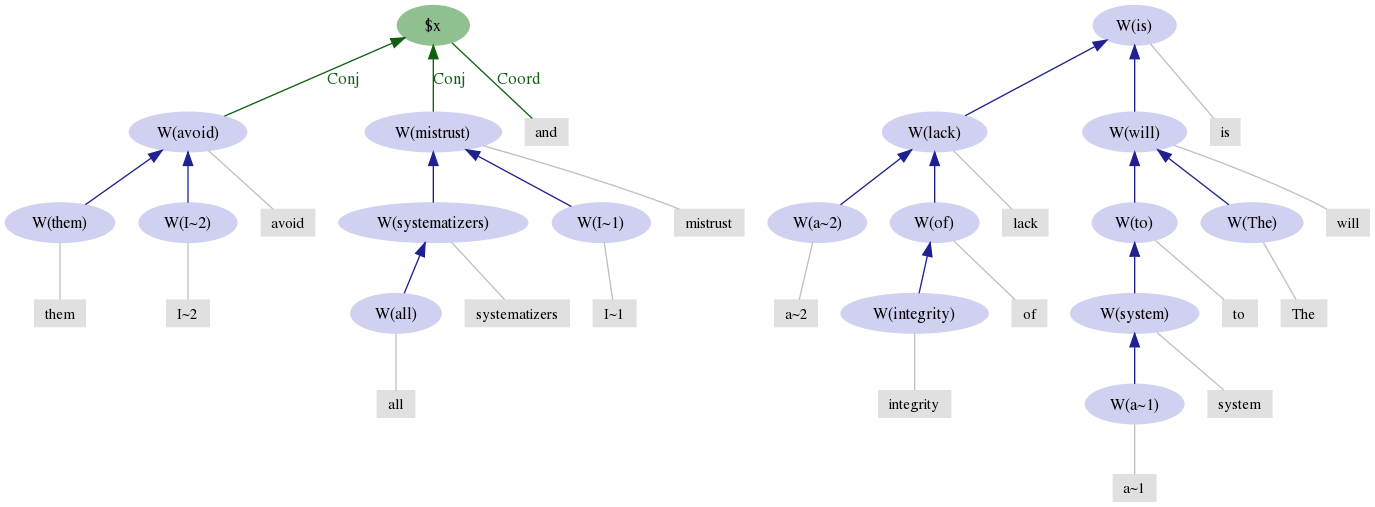 $x W(is)
Conj Conj Coord
W(avoid) W(mistrust) and W(lack) W(will) is
W(them) W(I~2) avoid W(systematizers) W(I~1) mistrust W(a~2) W(of) lack W(to) W(The) will
them I~2 W(all) systematizers I~1 a~2 W(integrity) of W(system) to The
all integrity W(a~1) system
a~1